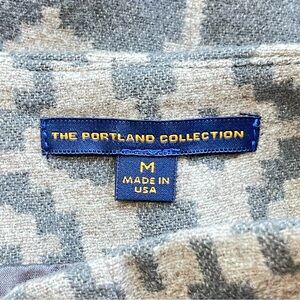 THE PORTLAND COLLECTION
M
MADE IN
USA